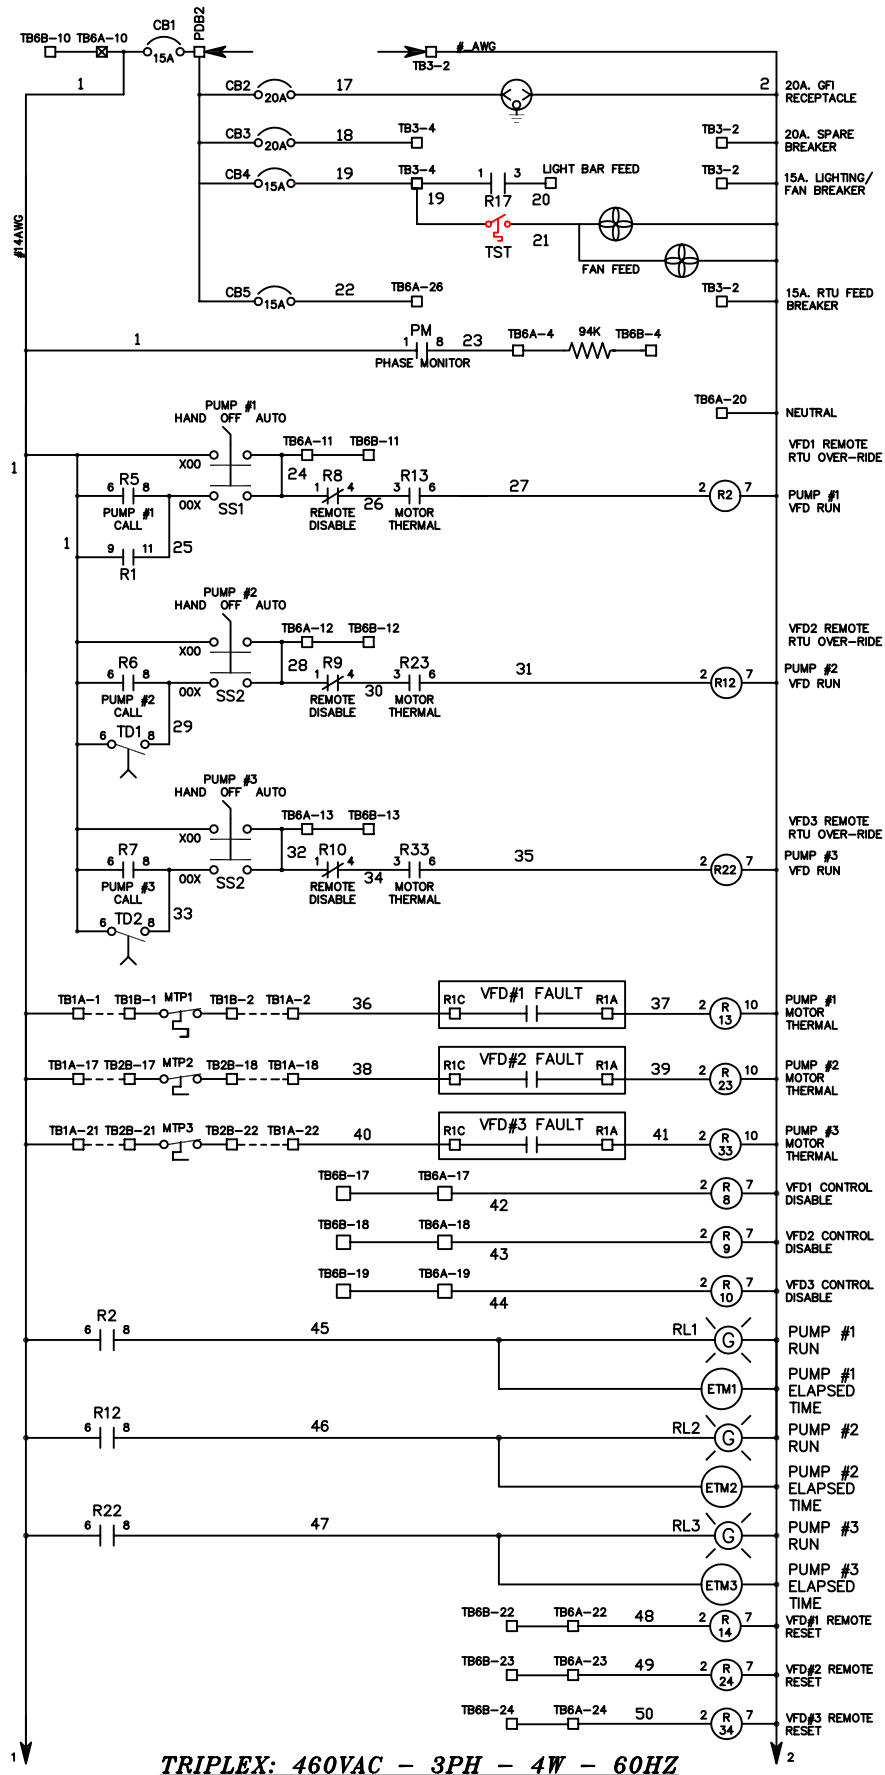 TB6B-10 TB6A-10 CB1 15A PDB2 TB3-2 #_AWG
1 CB2 20A 17 2 20A. GFI
RECEPTACLE
CB3 20A 18 TB3-4 TB3-2 20A. SPARE
BREAKER
CB4 15A 19 TB3-4 1 3 LIGHT BAR FEED TB3-2 15A. LIGHTING/
FAN BREAKER
19 R17 20
#14AWG
TST 21
FAN FEED
CB5 15A 22 TB6A-26 TB3-2 15A. RTU FEED
BREAKER
1 PM 1 8 23 TB6A-4 94K TB6B-4
PHASE MONITOR
TB6A-20 NEUTRAL
PUMP #1
HAND OFF AUTO
TB6A-11 TB6B-11 VFD1 REMOTE
RTU OVER-RIDE
1 X00 24
R5 R8 R13 27
6 8 00X SS1 1 4 26 3 6 2 R2 7 PUMP #1
VFD RUN
PUMP #1
CALL
REMOTE
DISABLE
MOTOR
THERMAL
1 9 11 25
R1
PUMP #2
HAND OFF AUTO
TB6A-12 TB6B-12 VFD2 REMOTE
RTU OVER-RIDE
X00 28
R6 R9 R23 31
6 8 00X SS2 1 4 30 3 6 2 R12 7 PUMP #2
VFD RUN
PUMP #2
CALL
REMOTE
DISABLE
MOTOR
THERMAL
29
6 TD1 8
PUMP #3
HAND OFF AUTO
TB6A-13 TB6B-13 VFD3 REMOTE
RTU OVER-RIDE
X00 32
R7 R10 R33 35
6 8 00X SS2 1 4 34 3 6 2 R22 7 PUMP #3
VFD RUN
PUMP #3
CALL
REMOTE
DISABLE
MOTOR
THERMAL
33
6 TD2 8
TB1A-1 TB1B-1 MTP1 TB1B-2 TB1A-2 36 R1C VFD#1 FAULT R1A 37 2 R
13 10 PUMP #1
MOTOR
THERMAL
TB1A-17 TB2B-17 MTP2 TB2B-18 TB1A-18 38 R1C VFD#2 FAULT R1A 39 2 R
23 10 PUMP #2
MOTOR
THERMAL
TB1A-21 TB2B-21 MTP3 TB2B-22 TB1A-22 40 R1C VFD#3 FAULT R1A 41 2 R
33 10 PUMP #3
MOTOR
THERMAL
TB6B-17 TB6A-17 42 2 R
8 7 VFD1 CONTROL
DISABLE
TB6B-18 TB6A-18 43 2 R
9 7 VFD2 CONTROL
DISABLE
TB6B-19 TB6A-19 44 2 R
10 7 VFD3 CONTROL
DISABLE
R2 6 8 45 RL1 G PUMP #1
RUN
ETM1 PUMP #1
ELAPSED
TIME
R12 6 8 46 RL2 G PUMP #2
RUN
ETM2 PUMP #2
ELAPSED
TIME
R22 6 8 47 RL3 G PUMP #3
RUN
ETM3 PUMP #3
ELAPSED
TIME
TB6B-22 TB6A-22 48 2 R
14 7 VFD#1 REMOTE
RESET
TB6B-23 TB6A-23 49 2 R
24 7 VFD#2 REMOTE
RESET
TB6B-24 TB6A-24 50 2 R
34 7 VFD#3 REMOTE
RESET
1 2
TRIPLEX: 460VAC - 3PH - 4W - 60HZ